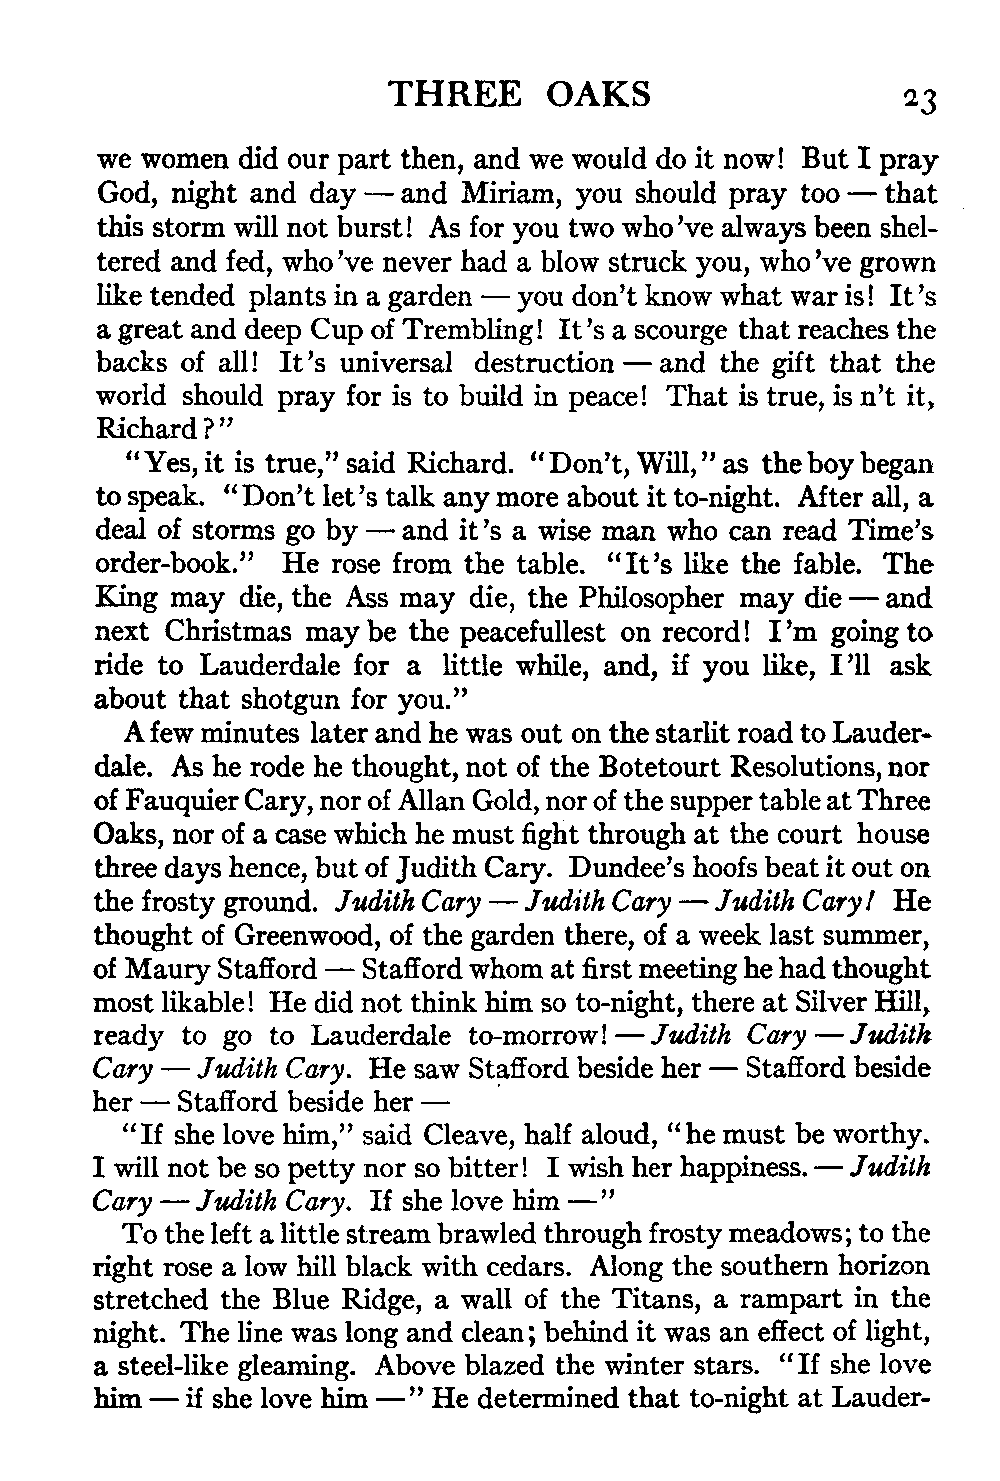 THREE OAKS 23
we women did our part then, and we would do it now! But I pray
God, night and day — and Miriam, you should pray too — that
this storm will not burst! As for you two who 've always been shel-
tered and fed, who 've never had a blow struck you, who 've grown
like tended plants in a garden — you don't know what war is! It 's
a great and deep Cup of Trembling! It 's a scourge that reaches the
backs of all! It 's universal destruction — and the gift that the
world should pray for is to build in peace! That is true, is n't it,
Richard?"
"Yes, it is true," said Richard. "Don't, Will," as the boy began
to speak. "Don't let 's talk any more about it to-night. After all, a
deal of storms go by — and it 's a wise man who can read Time's
order-book." He rose from the table. "It 's like the fable. The
King may die, the Ass may die, the Philosopher may die — and
next Christmas may be the peacefullest on record! I 'm going to
ride to Lauderdale for a little while, and, if you like, I 'll ask
about that shotgun for you."
A few minutes later and he was out on the starlit road to Lauder-
dale. As he rode he thought, not of the Botetourt Resolutions, nor
of Fauquier Cary, nor of Allan Gold, nor of the supper table at Three
Oaks, nor of a case which he must fight through at the court house
three days hence, but of Judith Cary. Dundee's hoofs beat it out on
the frosty ground. Judith Cary — Judith Cary — Judith Cary! He
thought of Greenwood, of the garden there, of a week last summer,
of Maury Stafford — Stafford whom at first meeting he had thought
most likable! He did not think him so to-night, there at Silver Hill,
ready to go to Lauderdale to-morrow! — Judith Cary — Judith
Cary — Judith Cary. He saw Stafford beside her — Stafford beside
her — Stafford beside her —
"If she love him," said Cleave, half aloud, "he must be worthy.
I will not be so petty nor so bitter! I wish her happiness. — Judith
Cary — Judith Cary. If she love him —"
To the left a little stream brawled through frosty meadows; to the
right rose a low hill black with cedars. Along the southern horizon
stretched the Blue Ridge, a wall of the Titans, a rampart in the
night. The line was long and clean; behind it was an effect of light,
a steel-like gleaming. Above blazed the winter stars. "If she love
him — if she love him —" He determined that to-night at Lauder-